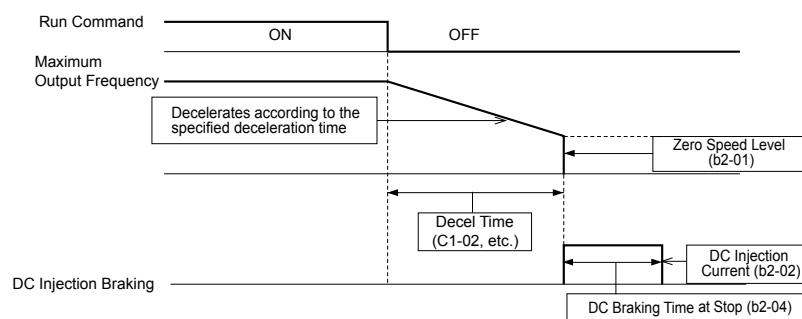 Run Command
ON
OFF
Maximum
Output Frequency
Decelerates according to the
specified deceleration time
Zero Speed Level
(b2-01)
Decel Time
(C1-02, etc.)
DC Injection
Current (b2-02)
DC Injection Braking
DC Braking Time at Stop (b2-04)